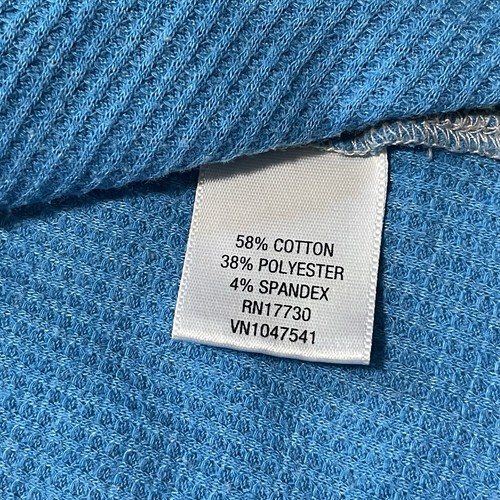 58% COTTON
38% POLYESTER
4% SPANDEX
RN17730
VN1047541